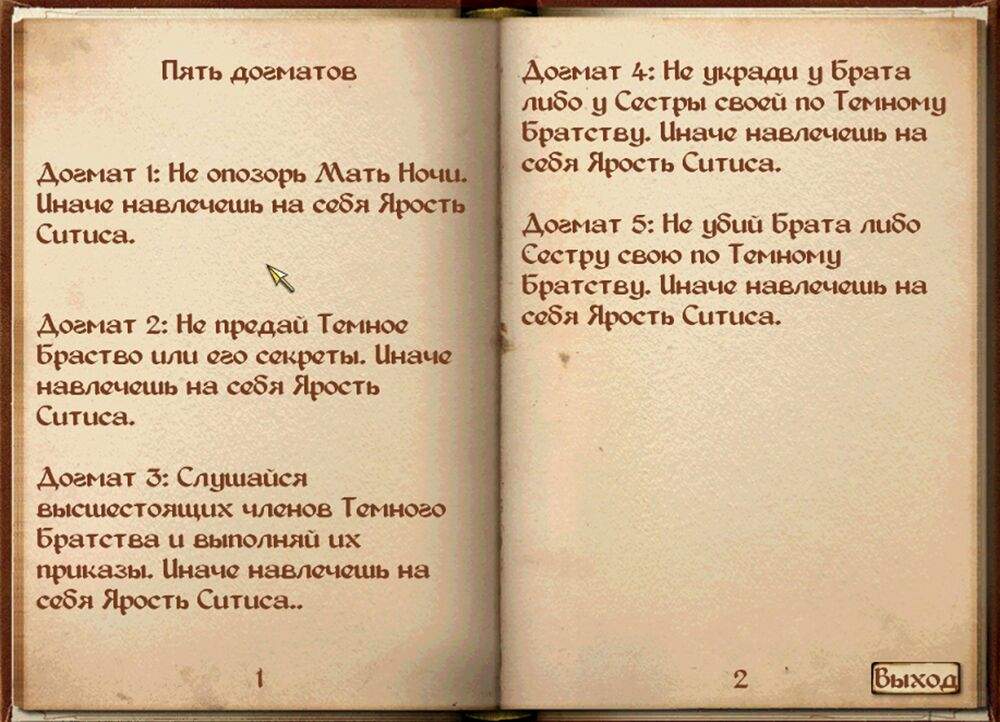 Пять догматов
Догмат 1: Не опозорь Мать Ночи.
Иначе навлечешь на себя Ярость
Ситиса.
Догмат 2: Не предай Темное
Браство или его секреты. Иначе
навлечешь на себя Ярость
Ситиса.
Догмат 3: Слушайся
высшестоящих членов Темного
Братства и выполняй их
приказы. Иначе навлечешь на
себя Ярость Ситиса..
1
Догмат 4: Не укради у Брата
либо у Сестры своей по Темному
Братству. Иначе навлечешь на
себя Ярость Ситиса.
Догмат 5: Не убий Брата либо
Сестру свою по Темному
Братству. Иначе навлечешь на
себя Ярость Ситиса.
2
Выход